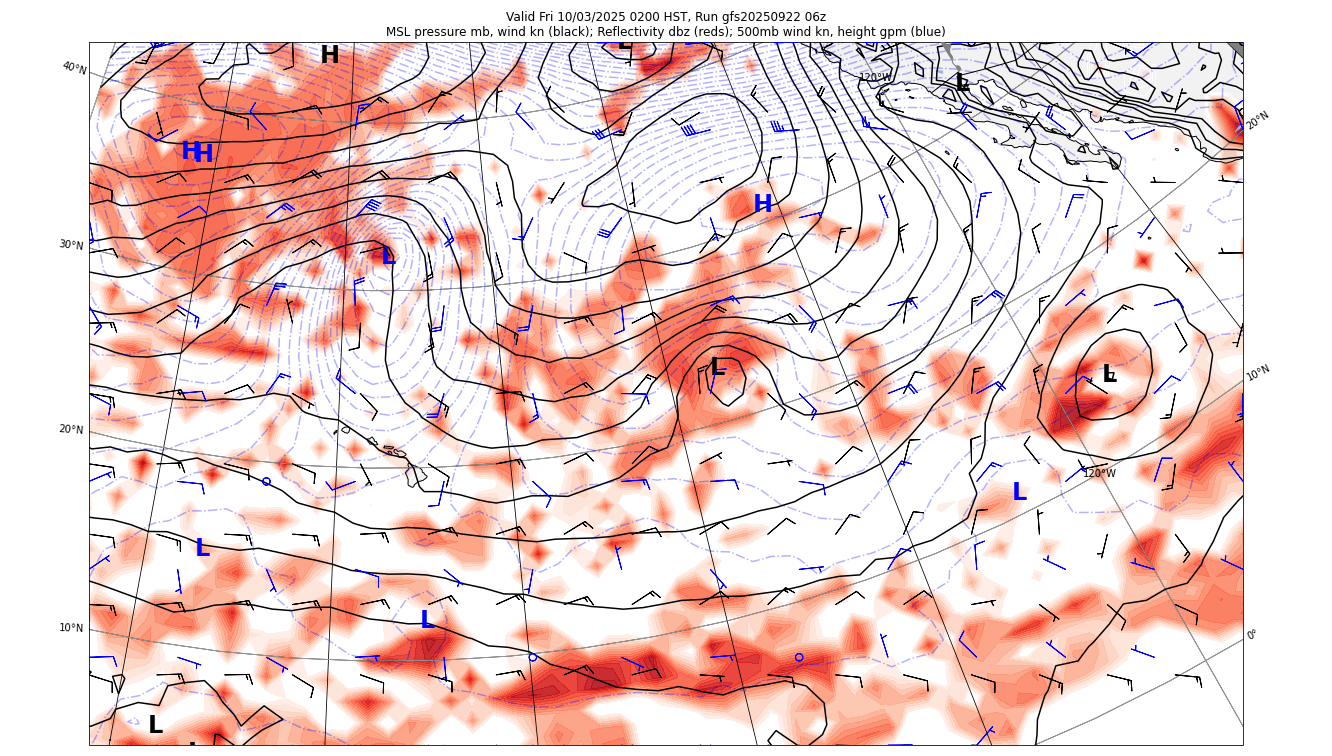 Valid Fri 10/03/2025 0200 HST, Run gfs20250922 06z
MSL pressure mb, wind kn (black); Reflectivity dbz (reds); 500mb wind kn, height gpm (blue)
H
L
40°N
120°W
L
20°N
H
H
H
30°N
L
L
L
10°N
20°N
120°W
L
L
L
10°N
0°
L